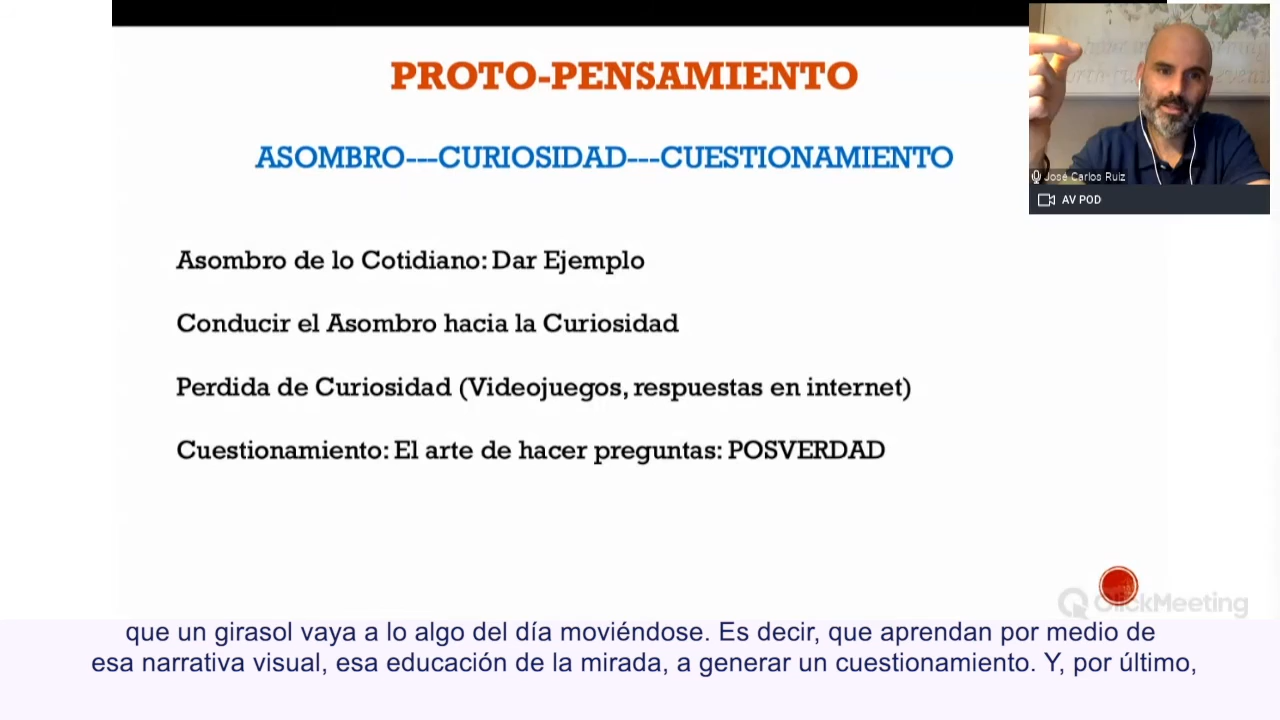 PROTO-PENSAMIENTO
ASOMBRO---CURIOSIDAD---CUESTIONAMIENTO
Asombro de lo Cotidiano: Dar Ejemplo
Conducir el Asombro hacia la Curiosidad
Perdida de Curiosidad (Videojuegos, respuestas en internet)
Cuestionamiento: El arte de hacer preguntas: POSVERDAD
José Carlos Ruiz
AV POD
ClickMeeting
que un girasol vaya a lo algo del día moviéndose. Es decir, que aprendan por medio de
esa narrativa visual, esa educación de la mirada, a generar un cuestionamiento. Y, por último,